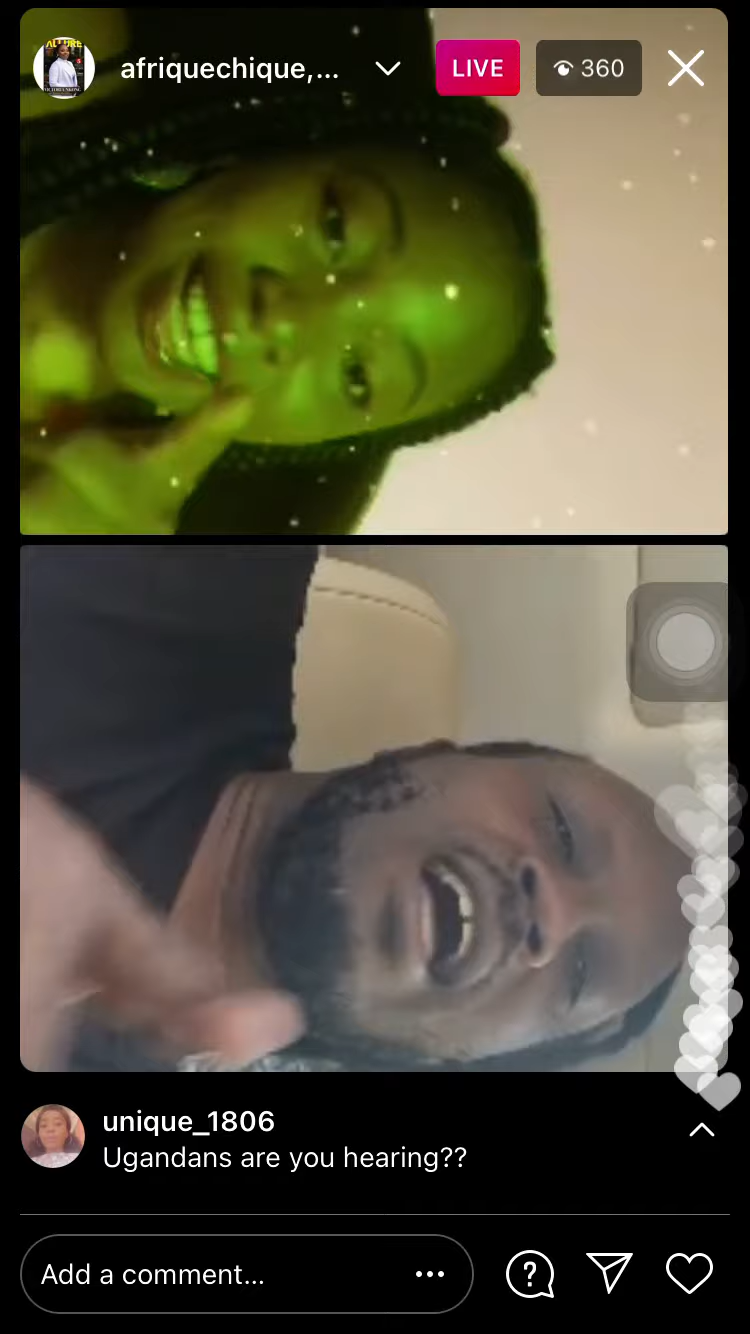 afriquechique,...
LIVE
360
unique_1806
Ugandans are you hearing??
Add a comment...